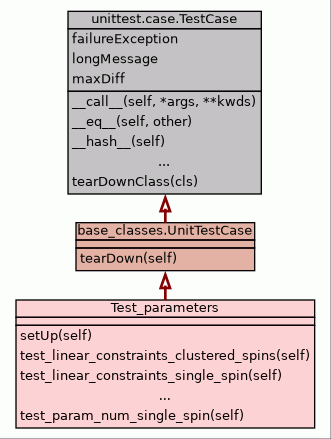 unittest.case.TestCase
failureException
longMessage
maxDiff
__call__(self, *args, **kwds)
__eq__(self, other)
__hash__(self)
...
tearDownClass(cls)
base_classes.UnitTestCase
tearDown(self)
Test_parameters
setUp(self)
test_linear_constraints_clustered_spins(self)
test_linear_constraints_single_spin(self)
...
test_param_num_single_spin(self)